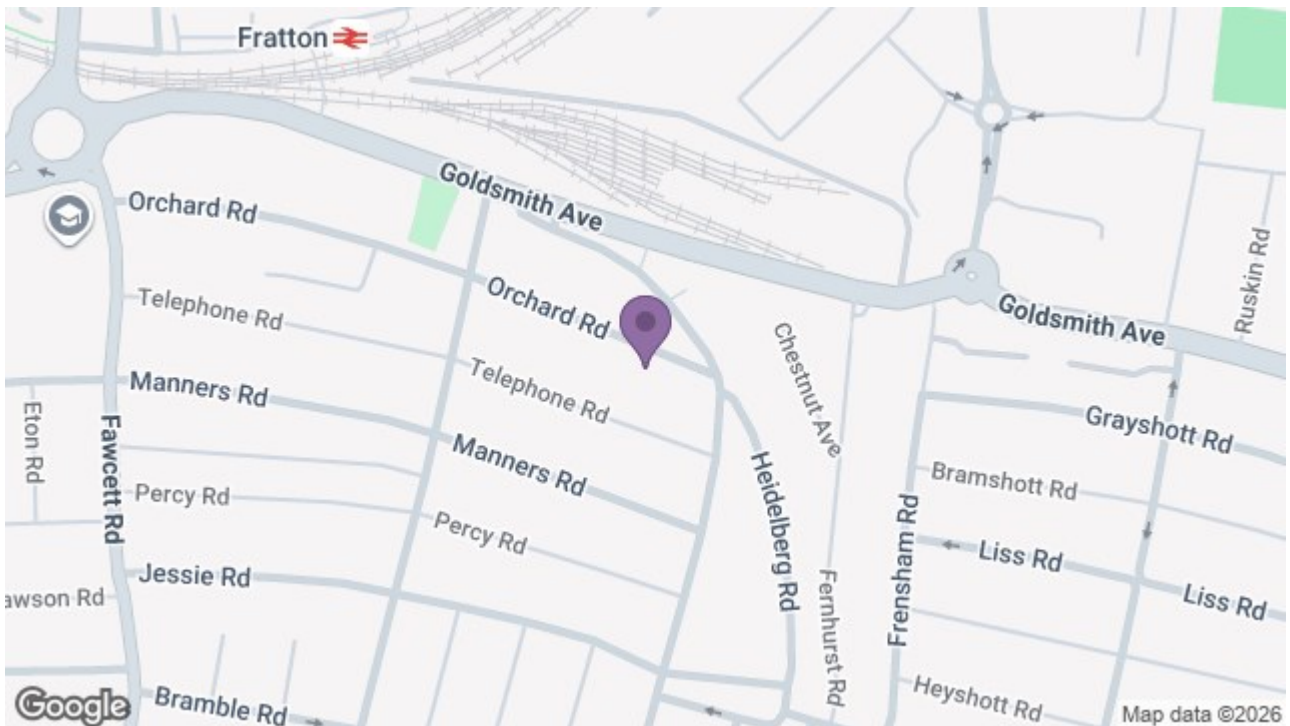 Fratton
Goldsmith Ave
Orchard Rd
Ruskin Rd
Telephone Rd
Orchard Rd
Goldsmith Ave
Chestnut Ave
Manners Rd
Telephone Rd
Eton Rd
Fawcett Rd
Grayshott Rd
Manners Rd
Bramshott Rd
Percy Rd
Heidelberg Rd
Percy Rd
Frensham Rd
Liss Rd
Jessie Rd
Fernhurst Rd
awson Rd
Liss Rd
Heyshott Rd
Bramble Rd
Google
Map data ©2026